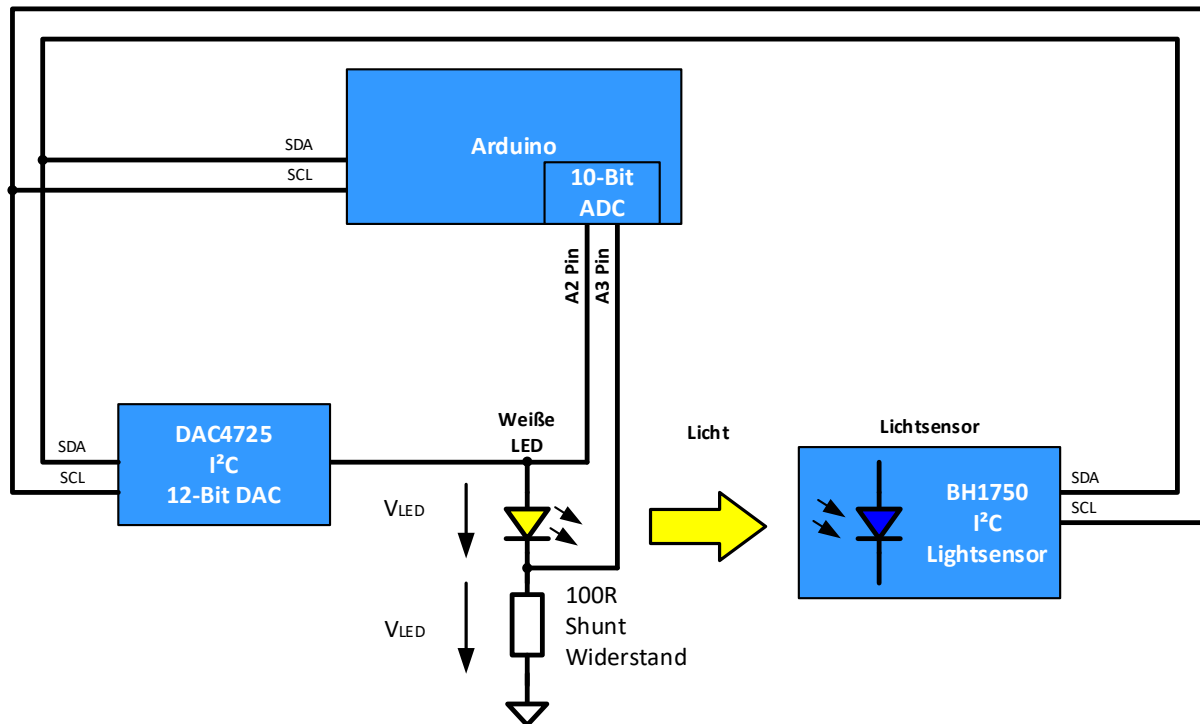 SDA
SCL
Arduino
10-Bit
ADC
A2 Pin
A3 Pin
DAC4725
I²C
12-Bit DAC
SDA
SCL
Weiße
LED
Licht
Lichtsensor
BH1750
I²C
Lightsensor
SDA
SCL
VLED
VLED
100R
Shunt
Widerstand